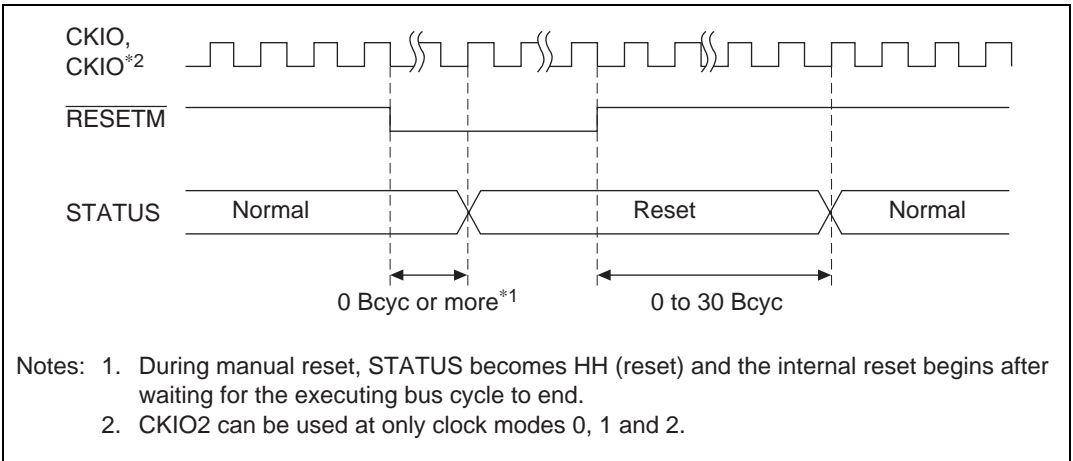 CKIO,
CKIO*2
RESETM
STATUS Normal Reset Normal
0 Bcyc or more*1 0 to 30 Bcyc
Notes: 1. During manual reset, STATUS becomes HH (reset) and the internal reset begins after
waiting for the executing bus cycle to end.
2. CKIO2 can be used at only clock modes 0, 1 and 2.